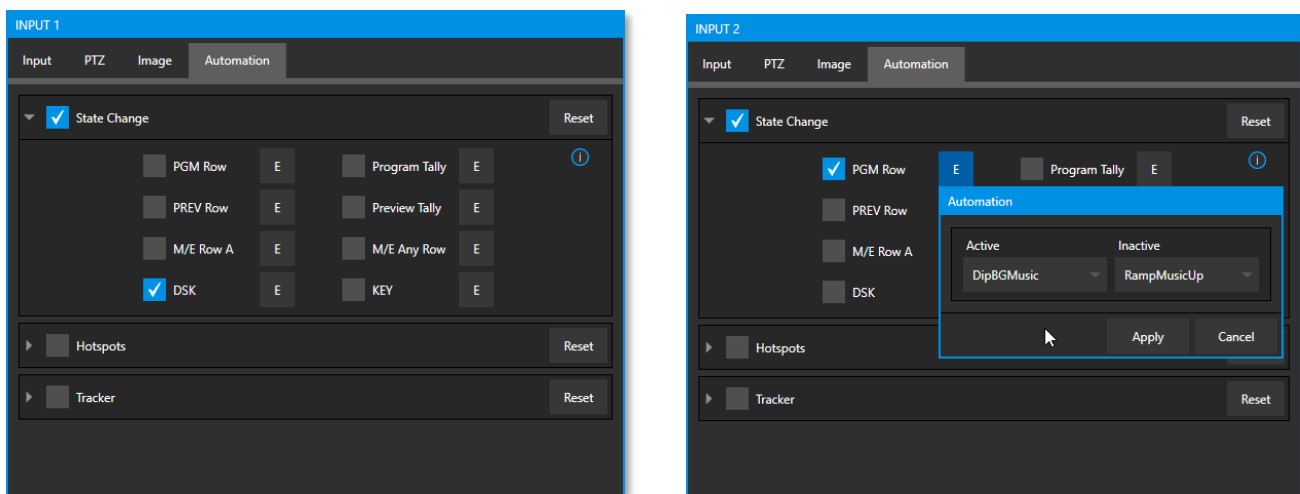 INPUT 1
Input PTZ Image Automation
State Change Reset
PGM Row E Program Tally E
PREV Row E Preview Tally E
M/E Row A E M/E Any Row E
DSK E KEY E
Hotspots Reset
Tracker Reset
INPUT 2
Input PTZ Image Automation
State Change Reset
PGM Row E Program Tally E
PREV Row
M/E Row A
DSK
Automation
Active Inactive
DipBGMusic RampMusicUp
Apply Cancel
Hotspots
Tracker Reset